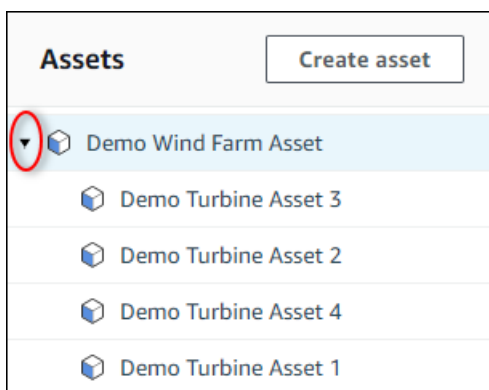 Assets
Create asset
Demo Wind Farm Asset
Demo Turbine Asset 3
Demo Turbine Asset 2
Demo Turbine Asset 4
Demo Turbine Asset 1